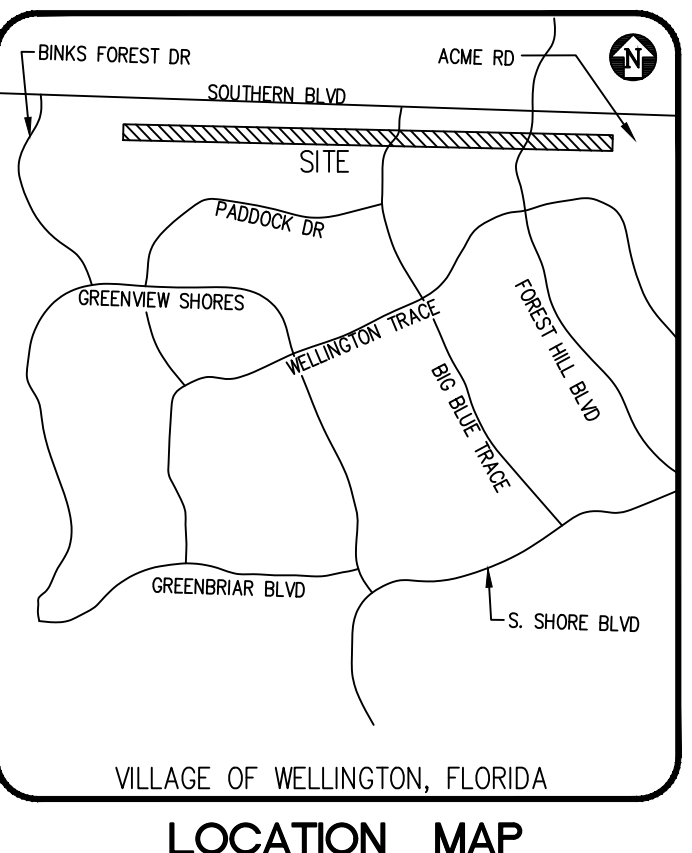 BINKS FOREST DR
ACME RD
N
SOUTHERN BLVD
SITE
PADDOCK DR
GREENVIEW SHORES
WELLINGTON TRACE
FOREST HILL BLVD
BIG BLUE TRACE
GREENBRIAR BLVD
S. SHORE BLVD
VILLAGE OF WELLINGTON, FLORIDA
LOCATION MAP